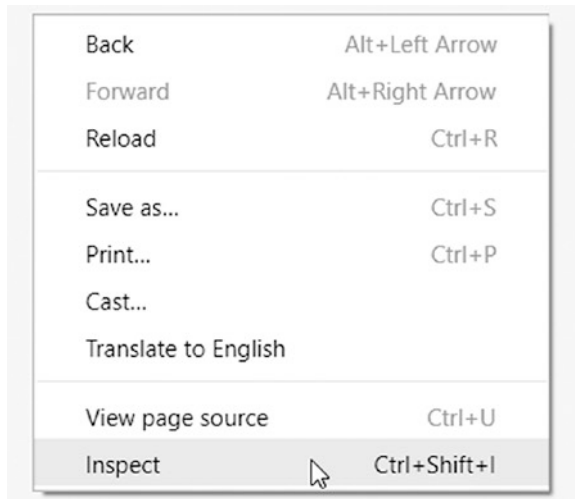 Back Alt+Left Arrow
Forward Alt+Right Arrow
Reload Ctrl+R
Save as... Ctrl+S
Print... Ctrl+P
Cast...
Translate to English
View page source Ctrl+U
Inspect Ctrl+Shift+I